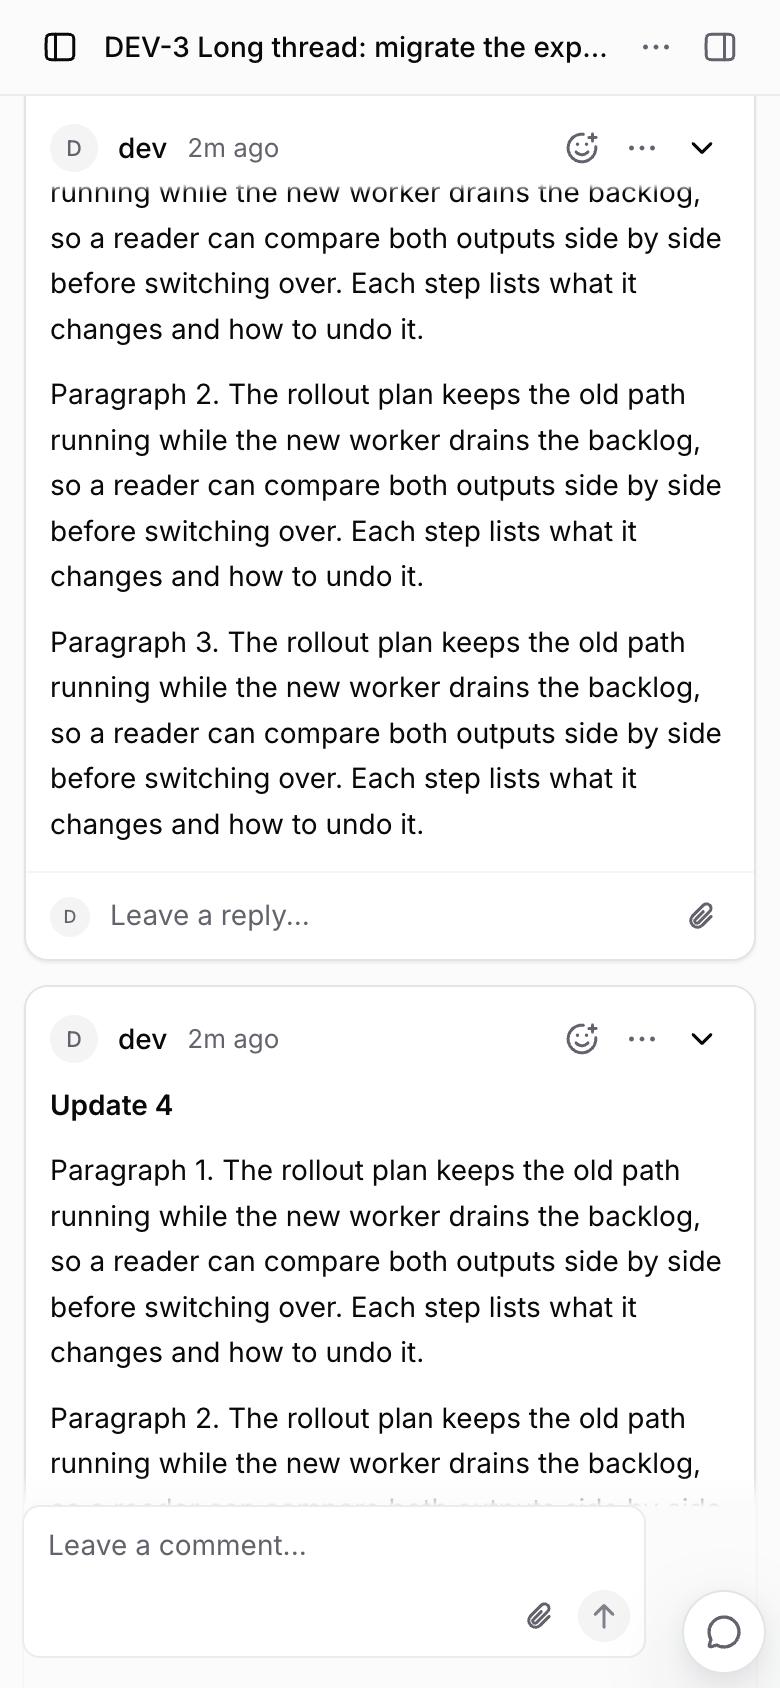 DEV-3 Long thread: migrate the exp...
D dev 2m ago
running while the new worker drains the backlog,
so a reader can compare both outputs side by side
before switching over. Each step lists what it
changes and how to undo it.
Paragraph 2. The rollout plan keeps the old path
running while the new worker drains the backlog,
so a reader can compare both outputs side by side
before switching over. Each step lists what it
changes and how to undo it.
Paragraph 3. The rollout plan keeps the old path
running while the new worker drains the backlog,
so a reader can compare both outputs side by side
before switching over. Each step lists what it
changes and how to undo it.
D Leave a reply...
D dev 2m ago
Update 4
Paragraph 1. The rollout plan keeps the old path
running while the new worker drains the backlog,
so a reader can compare both outputs side by side
before switching over. Each step lists what it
changes and how to undo it.
Paragraph 2. The rollout plan keeps the old path
running while the new worker drains the backlog,
so a reader can compare both outputs side by side
Leave a comment...